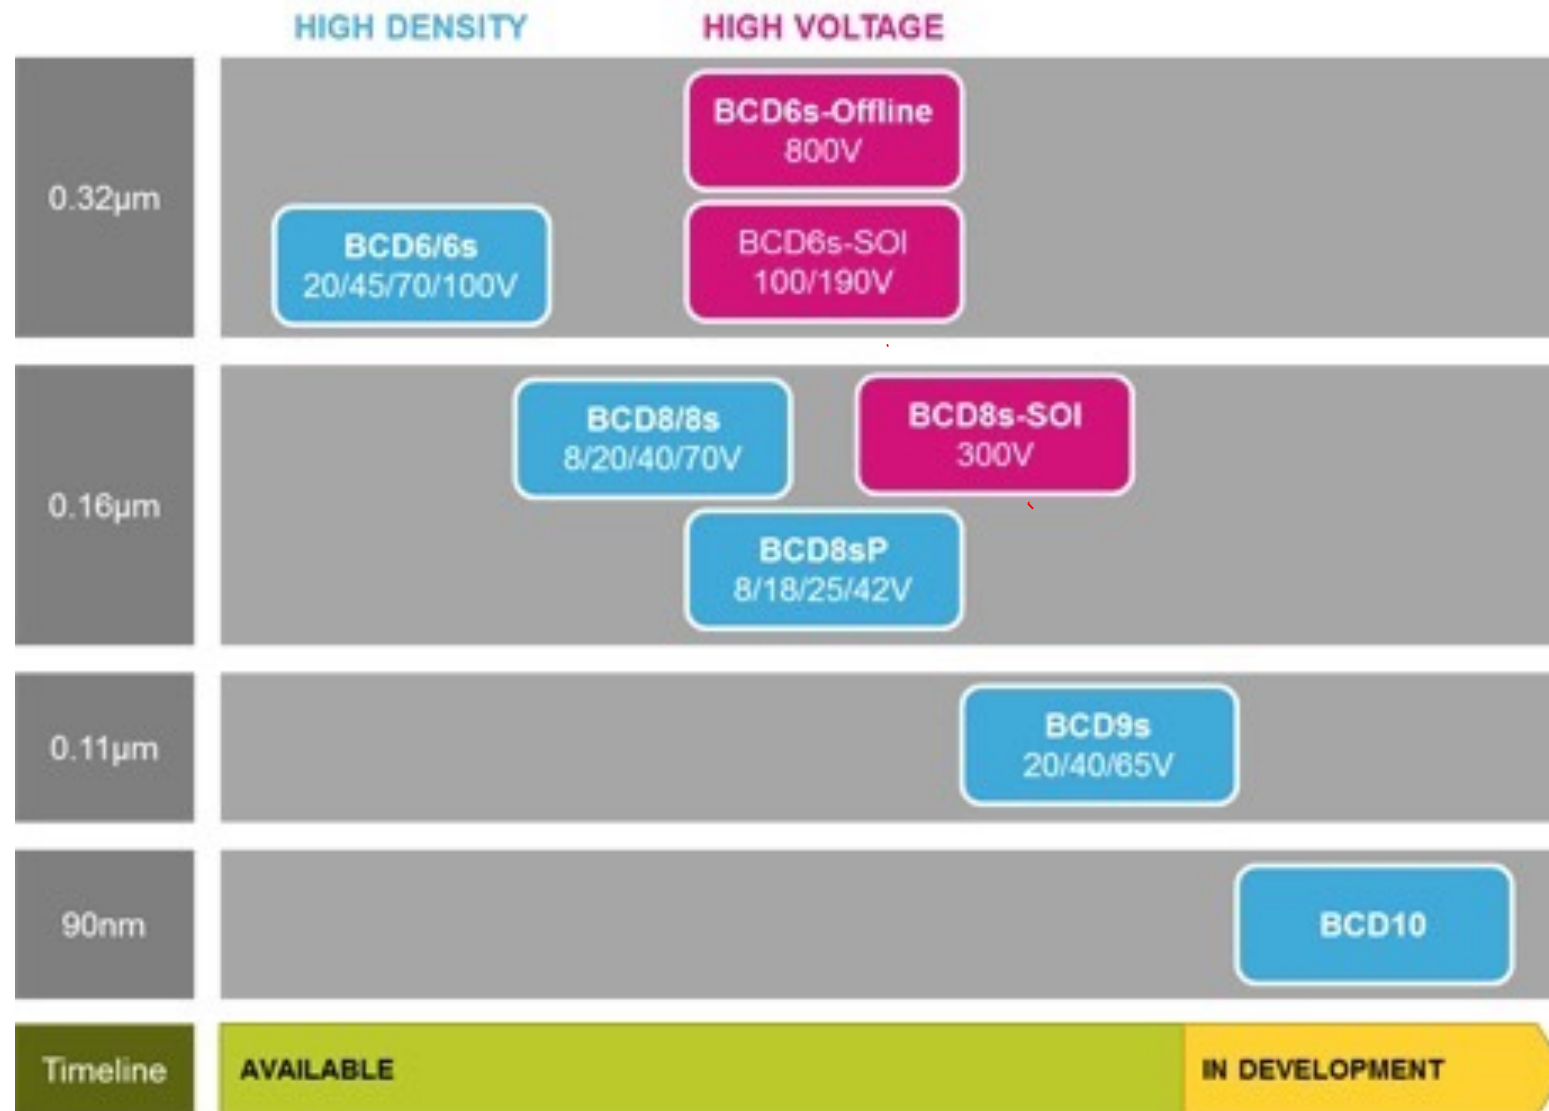 HIGH DENSITY
HIGH VOLTAGE
0.32µm
BCD6s-Offline
800V
BCD6/6s
20/45/70/100V
BCD6s-SOI
100/190V
0.16µm
BCD8/8s
8/20/40/70V
BCD8s-SOI
300V
BCD8sP
8/18/25/42V
0.11µm
BCD9s
20/40/65V
90nm
BCD10
Timeline
AVAILABLE
IN DEVELOPMENT